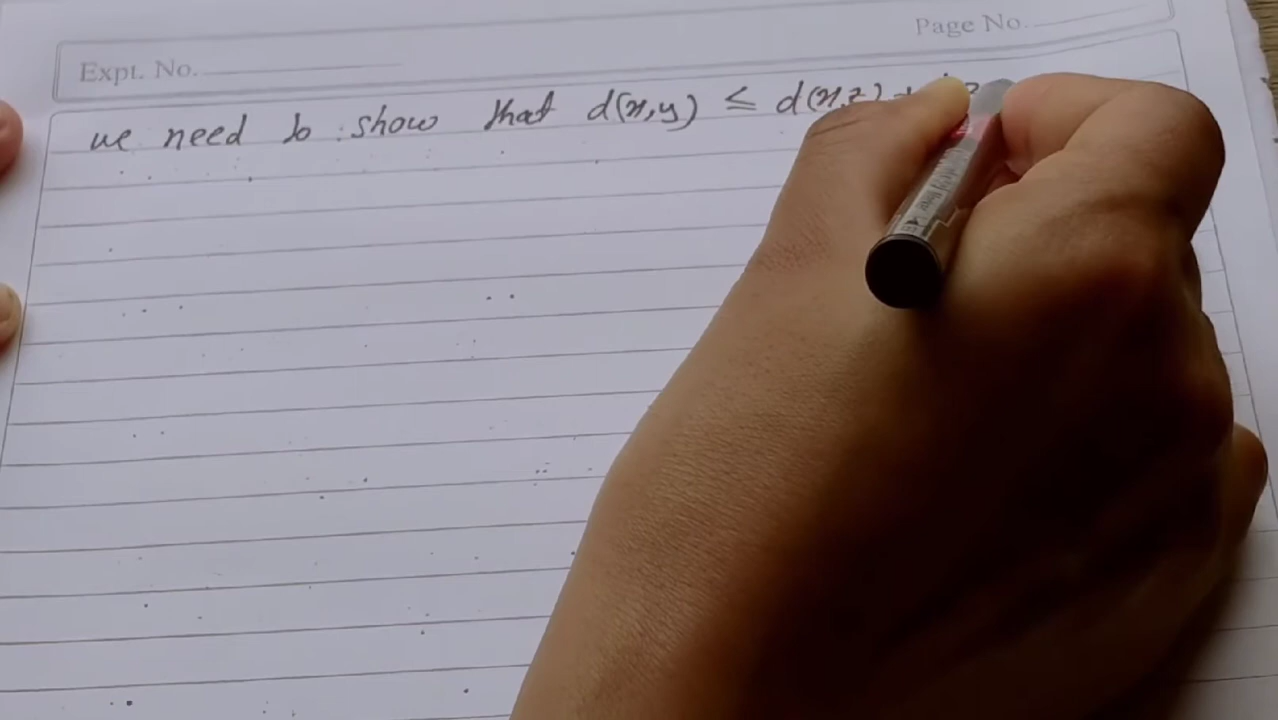 Page No.
Expt. No.
we need to show that d(x,y) ≤ d(x,z) +